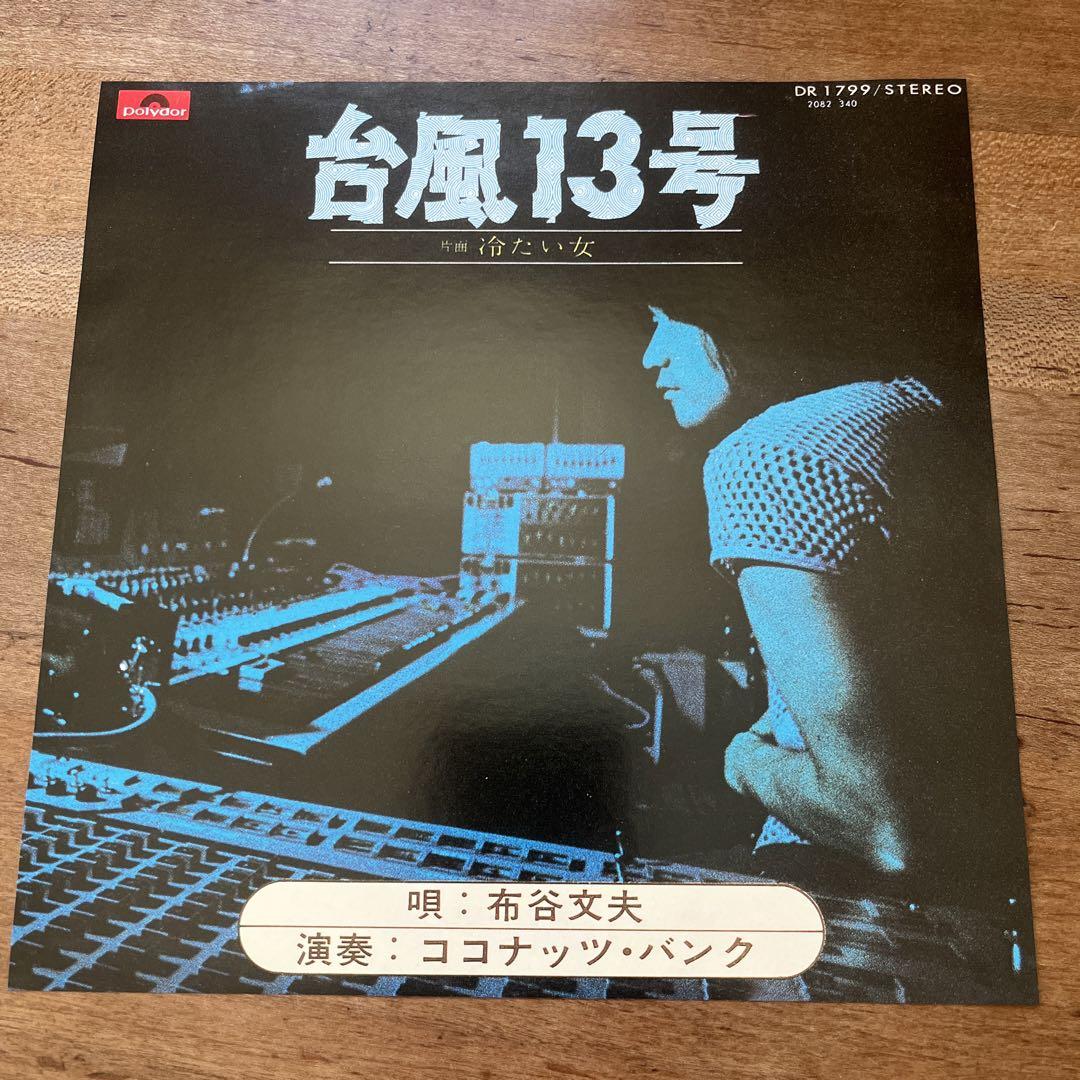 polydor
DR 1799/STEREO
2082 340
台風13号
片面 冷たい女
唄：布谷文夫
演奏：ココナッツ・バンク